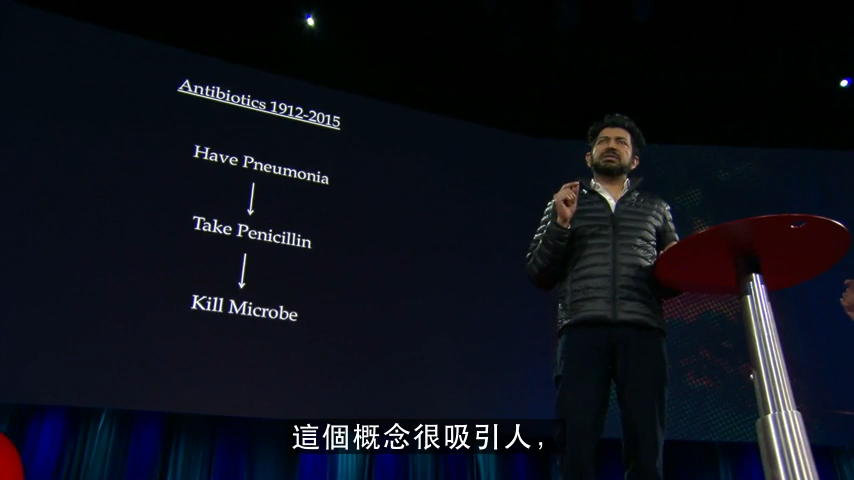 Antibiotics 1912-2015
Have Pneumonia
Take Penicillin
Kill Microbe
這個概念很吸引人，